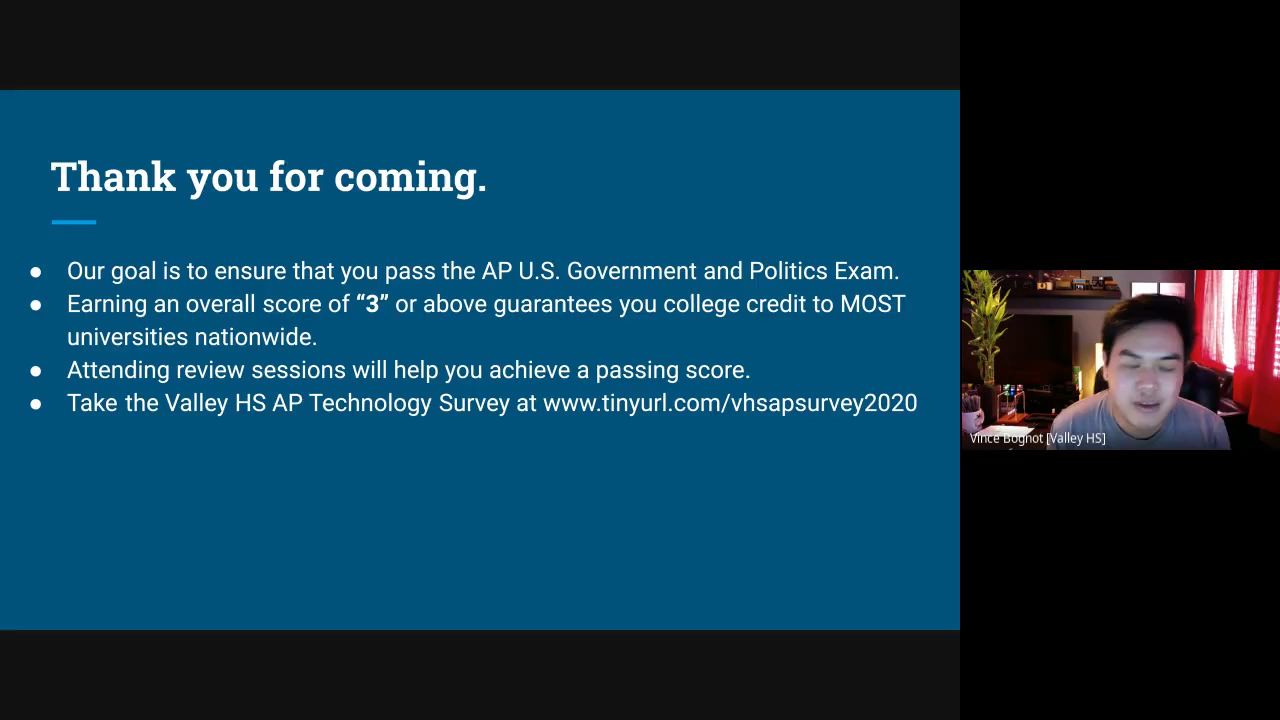 Thank you for coming.
● Our goal is to ensure that you pass the AP U.S. Government and Politics Exam.
● Earning an overall score of “3” or above guarantees you college credit to MOST
universities nationwide.
● Attending review sessions will help you achieve a passing score.
● Take the Valley HS AP Technology Survey at www.tinyurl.com/vhsapsurvey2020
Vince Bognot [Valley HS]